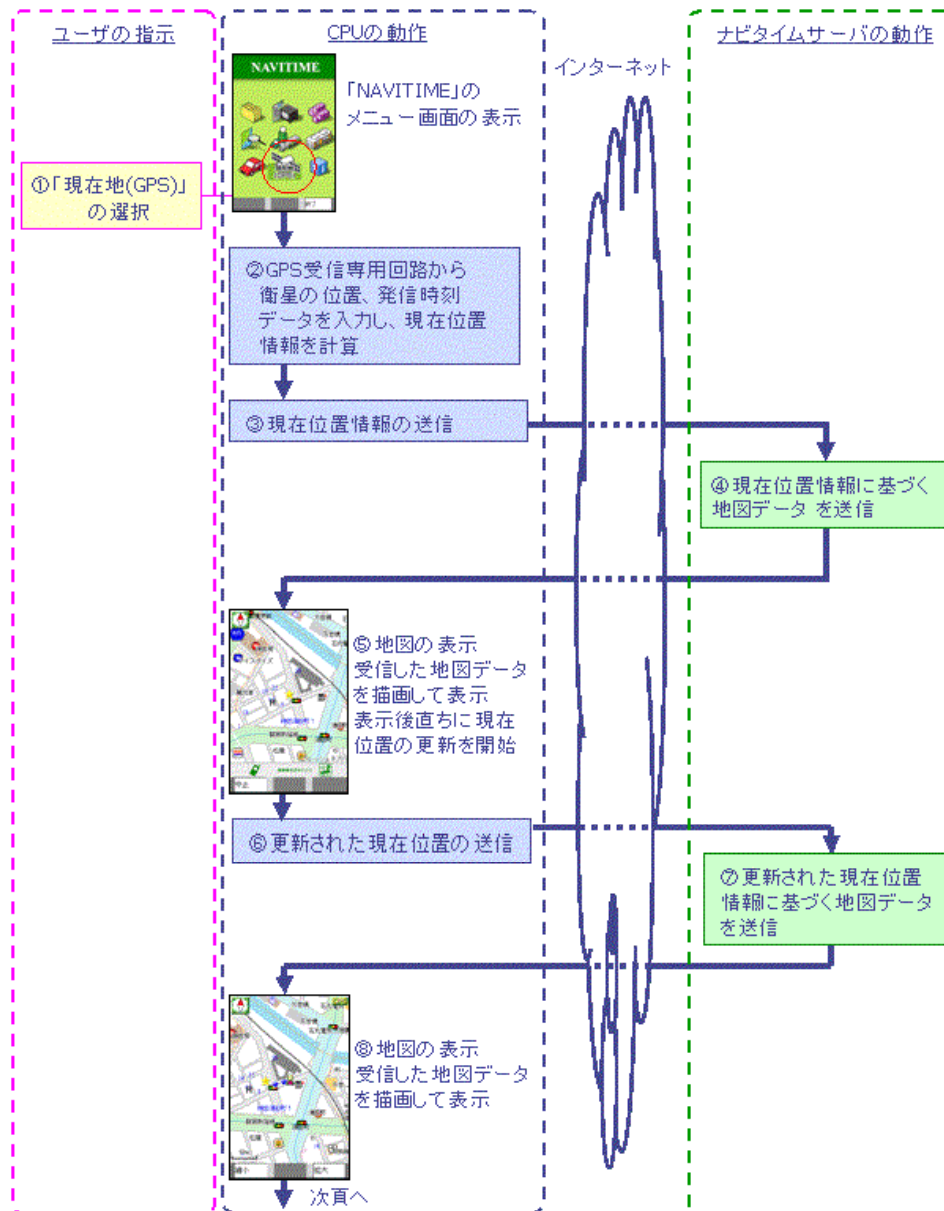 ユーザの指示
CPUの動作
ナビタイムサーバの動作
インターネット
NAVITIME
「NAVITIME」の
メニュー画面の表示
終了
①「現在地(GPS)」
の選択
②GPS受信専用回路から
衛星の位置、発信時刻
データを入力し、現在位置
情報を計算
③現在位置情報の送信
④現在位置情報に基づく
地図データ を送信
⑤地図の表示
受信した地図データ
を描画して表示
表示後直ちに現在
位置の更新を開始
中止
⑥更新された現在位置の送信
⑦更新された現在位置
情報に基づく地図データ
を送信
⑧地図の表示
受信した地図データ
を描画して表示
縮小
拡大
次頁へ